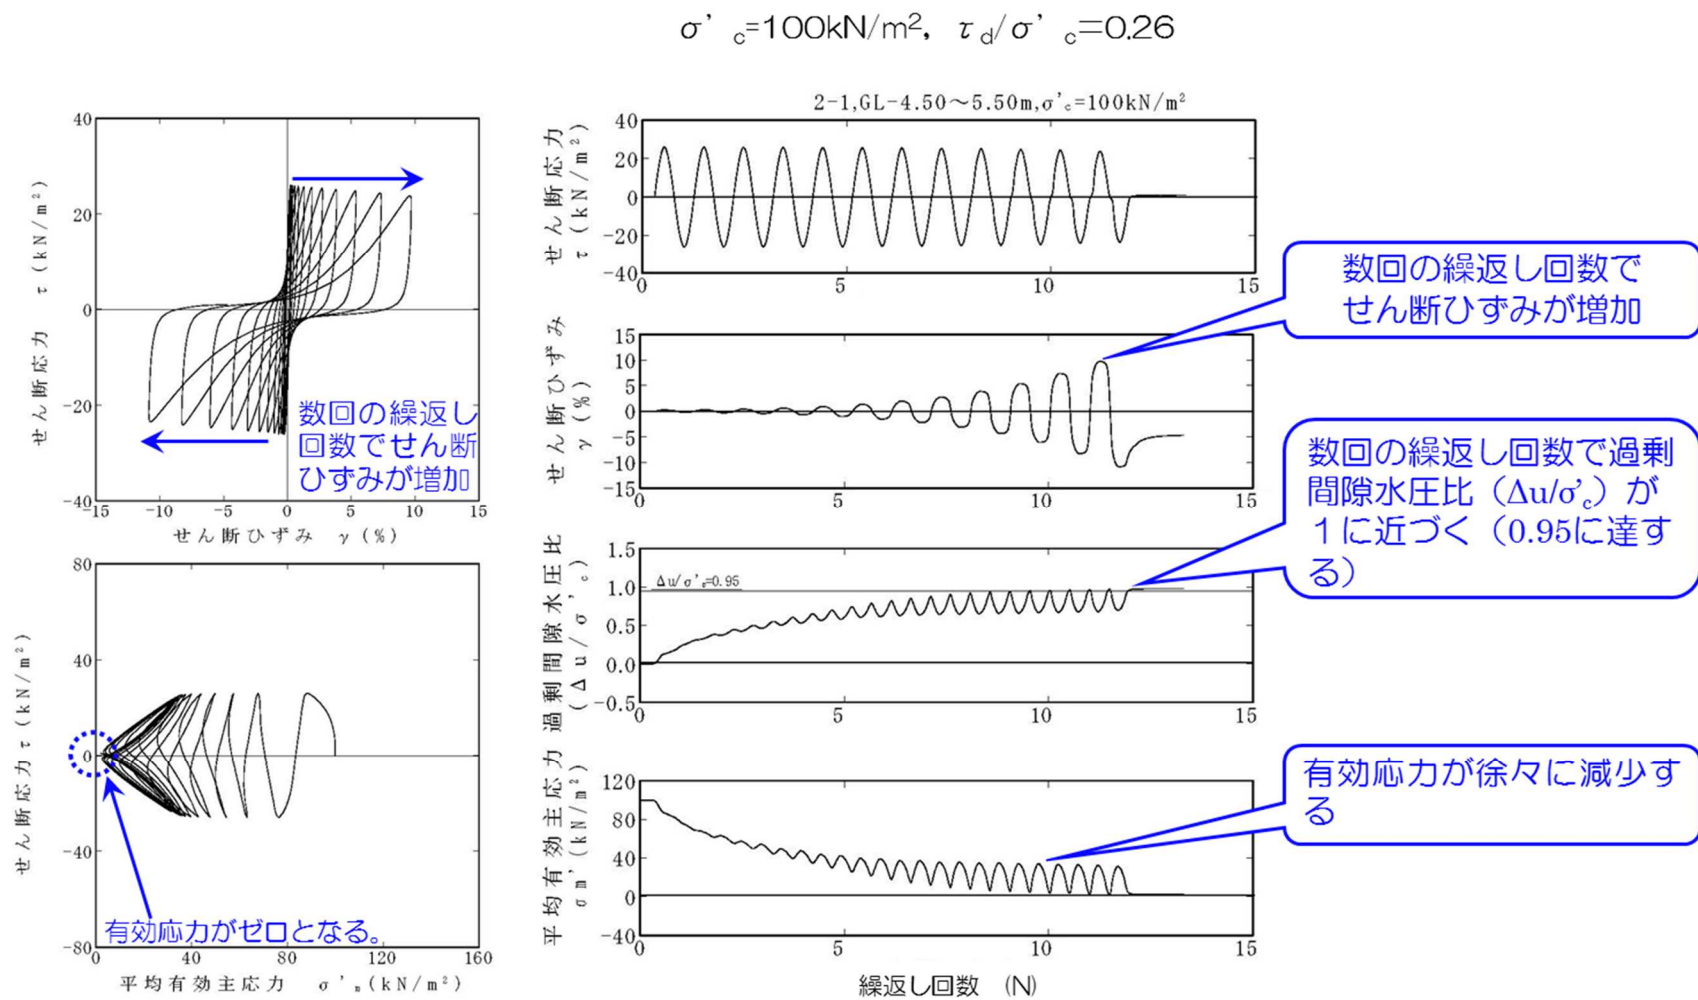 σ'c=100kN/m², τd/σ'c=0.26
40
20
0
-20
-40
-15
-10
-5
0
5
10
15
せん断応力 τ (kN/m²)
せん断ひずみ γ (%)
数回の繰返し
回数でせん断
ひずみが増加
80
40
0
-40
-80
0
40
80
120
160
せん断応力 τ (kN/m²)
平均有効主応力 σ'm (kN/m²)
有効応力がゼロとなる。
2-1,GL-4.50～5.50m,σ'c=100kN/m²
せん断応力
τ (kN/m²)
40
20
0
-20
-40
0
5
10
15
せん断ひずみ
γ (%)
15
10
5
0
-5
-10
-15
0
5
10
15
数回の繰返し回数で
せん断ひずみが増加
過剰間隙水圧比
(Δu/σ'c)
1.5
1.0
0.5
0.0
-0.5
Δu/σ'c=0.95
0
5
10
15
数回の繰返し回数で過剰
間隙水圧比（Δu/σ'c）が
１に近づく（0.95に達す
る）
平均有効主応力
σm'(kN/m²)
120
80
40
0
-40
0
5
10
15
繰返し回数 (N)
有効応力が徐々に減少す
る